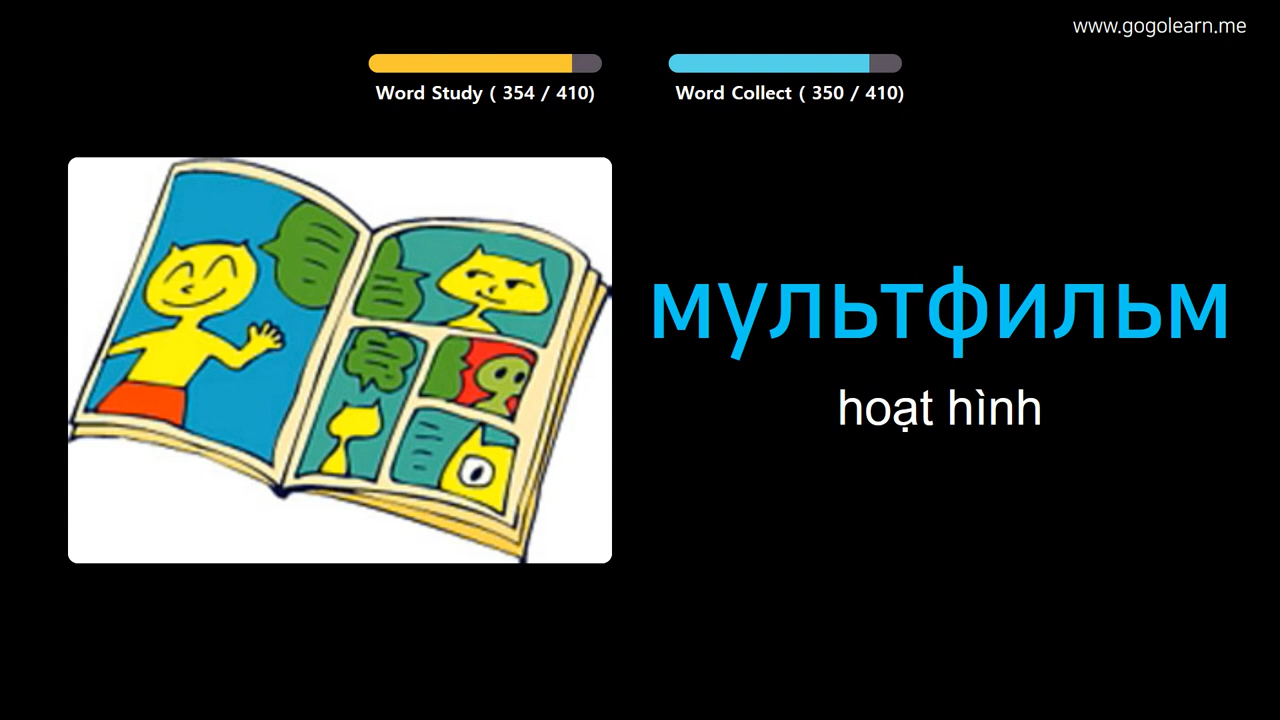 www.gogolearn.me
Word Study ( 354 / 410)
Word Collect ( 350 / 410)
мультфильм
hoạt hình